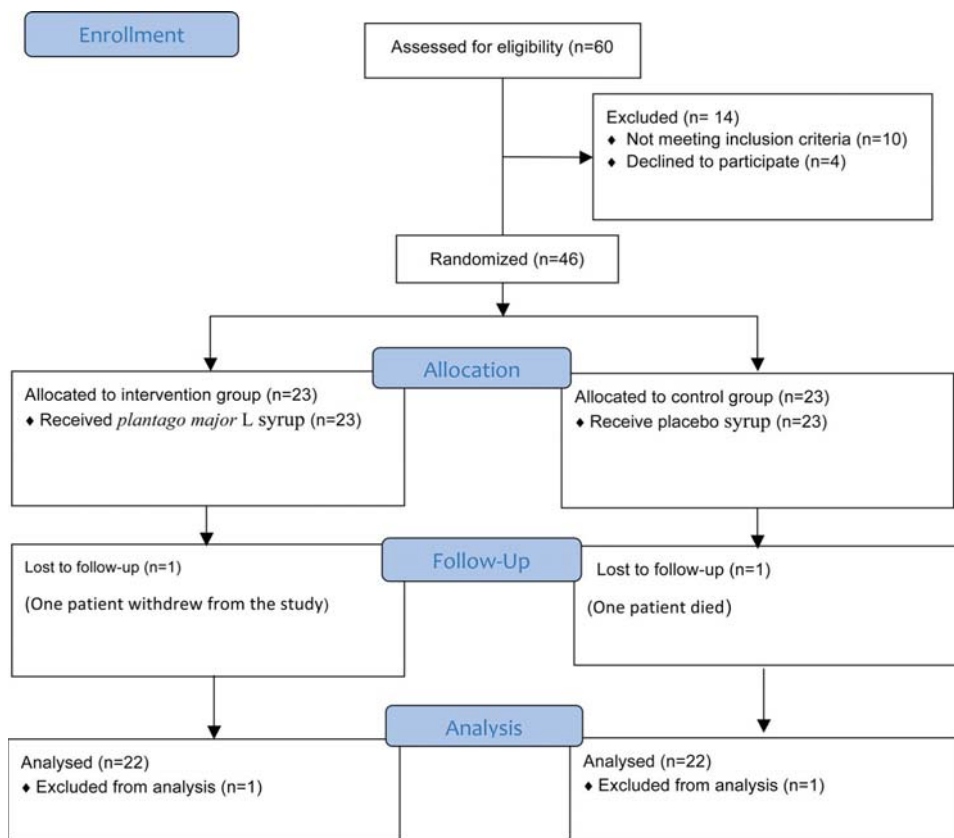 Enrollment
Assessed for eligibility (n=60
Excluded (n= 14)
♦ Not meeting inclusion criteria (n=10)
♦ Declined to participate (n=4)
Randomized (n=46)
Allocation
Allocated to intervention group (n=23)
♦ Received plantago major L syrup (n=23)
Allocated to control group (n=23)
♦ Receive placebo syrup (n=23)
Follow-Up
Lost to follow-up (n=1)
(One patient withdrew from the study)
Lost to follow-up (n=1)
(One patient died)
Analysis
Analysed (n=22)
♦ Excluded from analysis (n=1)
Analysed (n=22)
♦ Excluded from analysis (n=1)